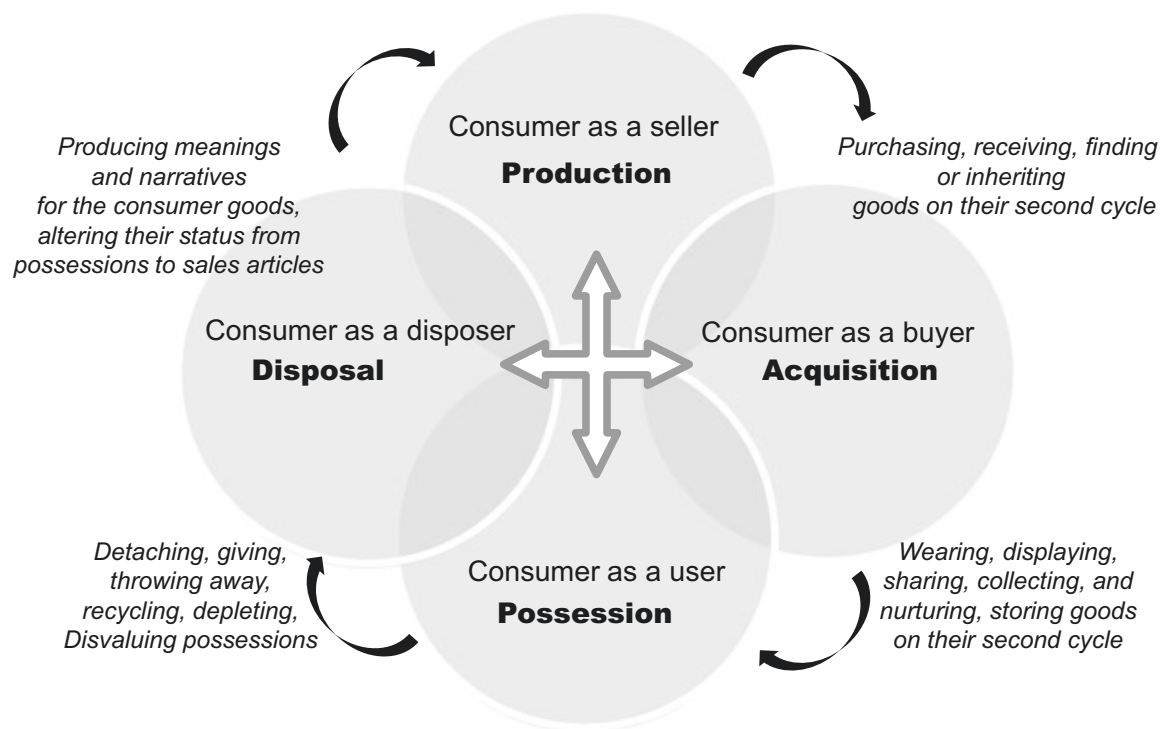 Consumer as a seller
Production
Producing meanings
and narratives
for the consumer goods,
altering their status from
possessions to sales articles
Purchasing, receiving, finding
or inheriting
goods on their second cycle
Consumer as a disposer
Disposal
Consumer as a buyer
Acquisition
Detaching, giving,
throwing away,
recycling, depleting,
Disvaluing possessions
Consumer as a user
Possession
Wearing, displaying,
sharing, collecting, and
nurturing, storing goods
on their second cycle